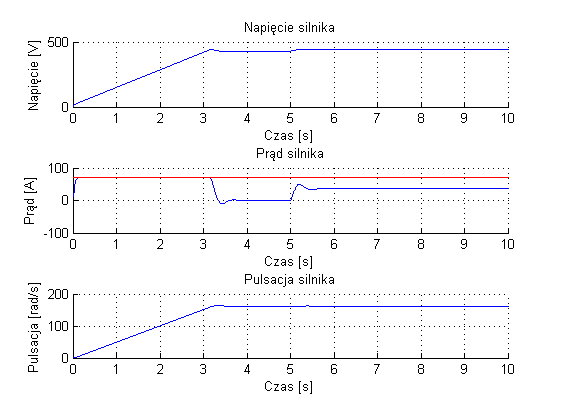 Napięcie silnika
Napięcie [V]
500
0
0 1 2 3 4 5 6 7 8 9 10
Czas [s]
Prąd silnika
Prąd [A]
100
0
-100
0 1 2 3 4 5 6 7 8 9 10
Czas [s]
Pulsacja silnika
Pulsacja [rad/s]
200
100
0
0 1 2 3 4 5 6 7 8 9 10
Czas [s]